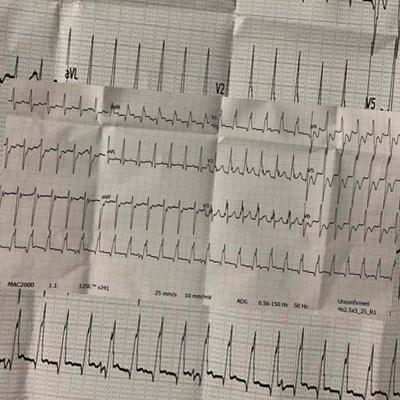 aVL
V2
V5
aVR
V1
aVL
aVF
MAC2000 1.1 12SL™ v241 25 mm/s 10 mm/mV ADS 0.56-150 Hz 50 Hz Unconfirmed
4x2.5x3_25_R1